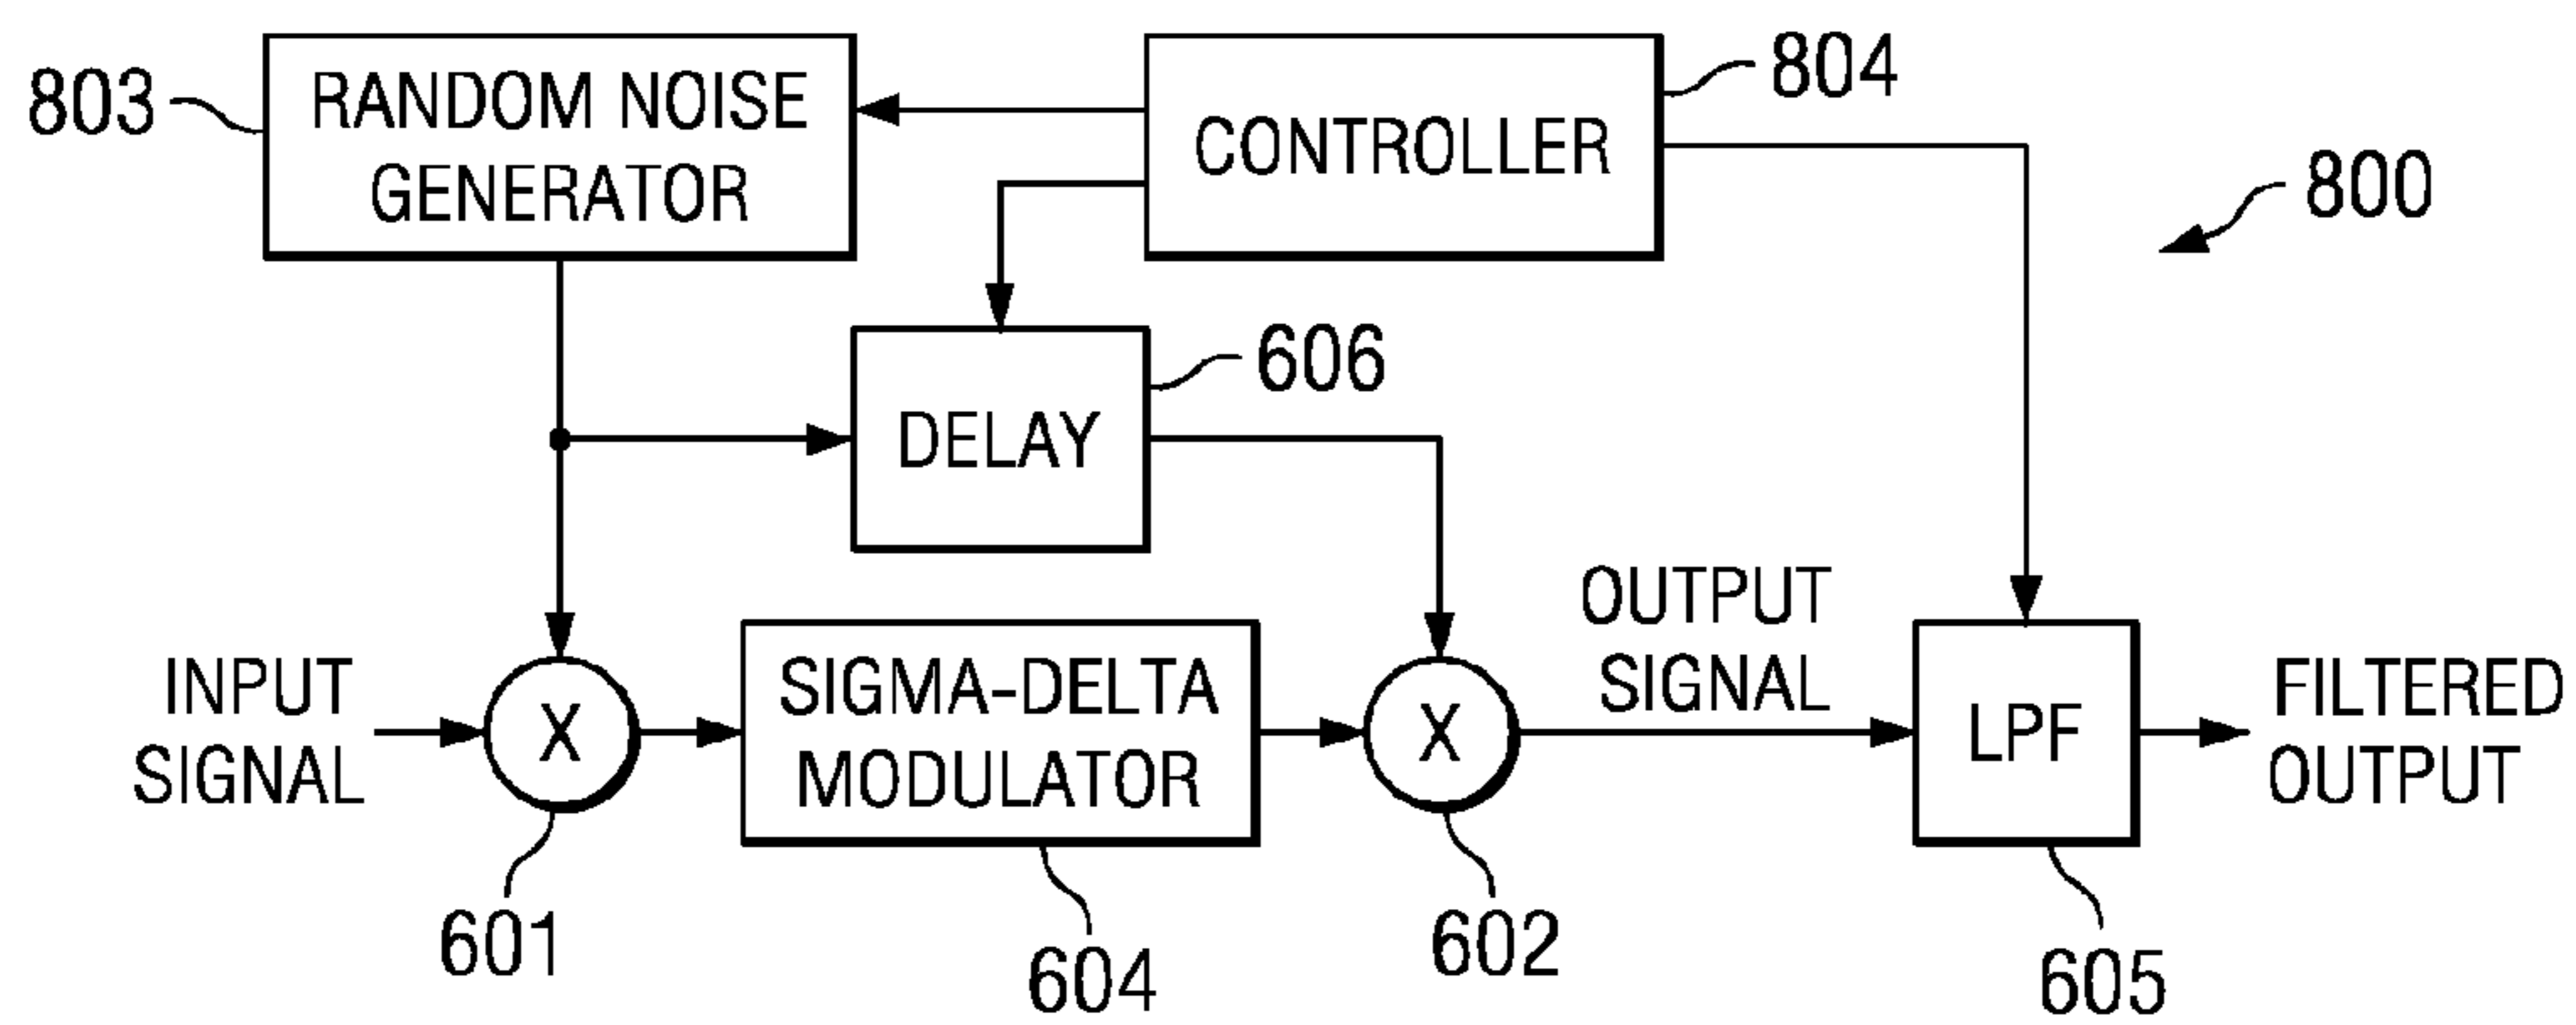 803
RANDOM NOISE
GENERATOR
CONTROLLER
804
800
DELAY
606
INPUT
SIGNAL
X
601
SIGMA-DELTA
MODULATOR
604
X
602
OUTPUT
SIGNAL
LPF
605
FILTERED
OUTPUT